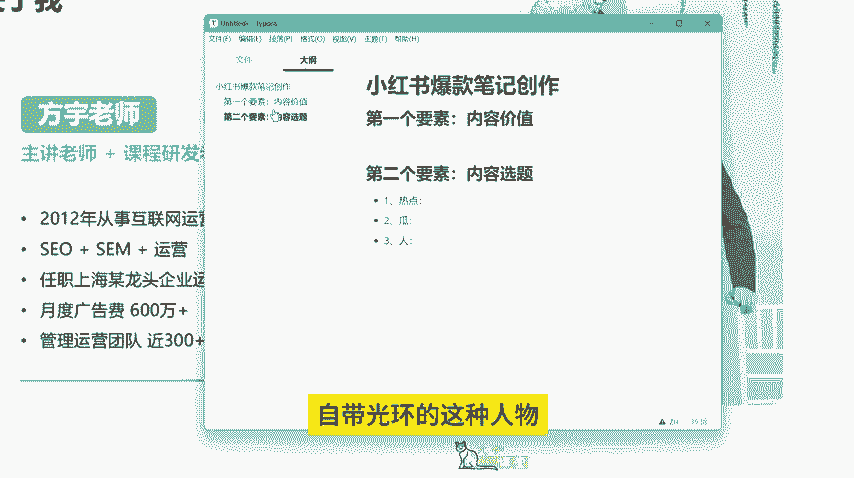 Untitled - Typora
文件(F) 编辑(E) 段落(P) 格式(O) 视图(V) 主题(T) 帮助(H)
文件 大纲
小红书爆款笔记创作
第一个要素：内容价值
第二个要素：内容选题
小红书爆款笔记创作
第一个要素：内容价值
第二个要素：内容选题
1、热点：
2、瓜：
3、人：
方宇老师
主讲老师 + 课程研发
2012年从事互联网运
SEO + SEM + 运营
任职上海某龙头企业运
月度广告费 600万+
管理运营团队 近300+
自带光环的这种人物